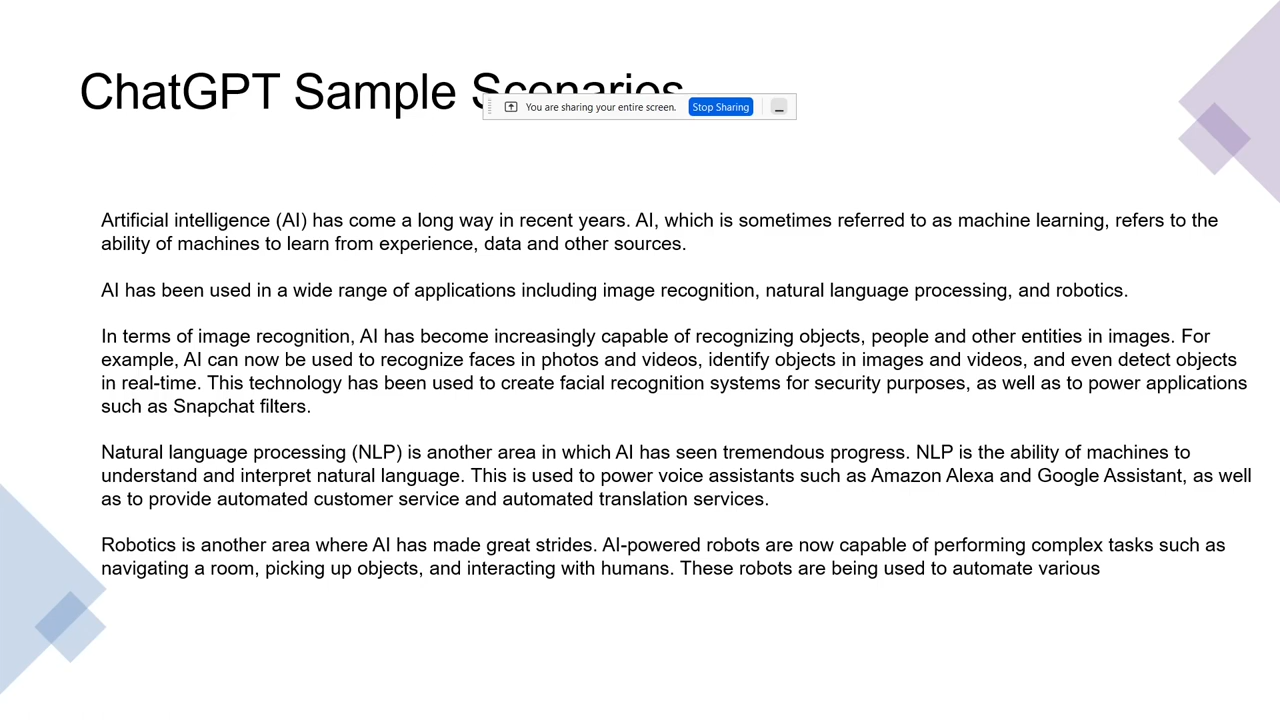 ChatGPT Sample Scenarios
You are sharing your entire screen.
Stop Sharing
Artificial intelligence (AI) has come a long way in recent years. AI, which is sometimes referred to as machine learning, refers to the
ability of machines to learn from experience, data and other sources.
AI has been used in a wide range of applications including image recognition, natural language processing, and robotics.
In terms of image recognition, AI has become increasingly capable of recognizing objects, people and other entities in images. For
example, AI can now be used to recognize faces in photos and videos, identify objects in images and videos, and even detect objects
in real-time. This technology has been used to create facial recognition systems for security purposes, as well as to power applications
such as Snapchat filters.
Natural language processing (NLP) is another area in which AI has seen tremendous progress. NLP is the ability of machines to
understand and interpret natural language. This is used to power voice assistants such as Amazon Alexa and Google Assistant, as well
as to provide automated customer service and automated translation services.
Robotics is another area where AI has made great strides. AI-powered robots are now capable of performing complex tasks such as
navigating a room, picking up objects, and interacting with humans. These robots are being used to automate various